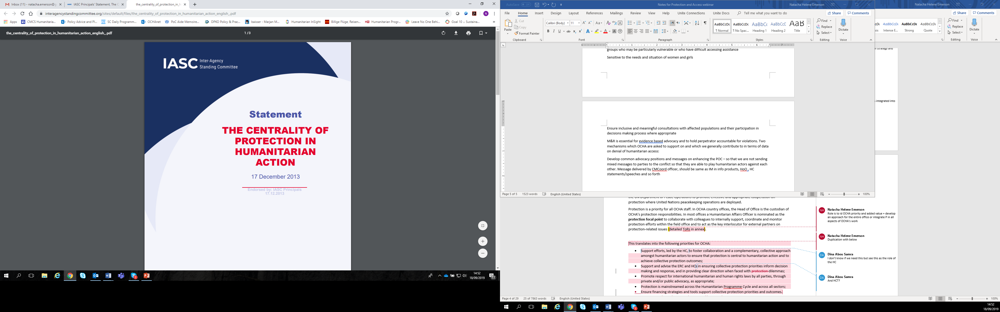 Inbox (11) - natacha.emerson@g
IASC Principals' Statement, The C
the_centrality_of_protection_in_h
interagencystandingcommittee.org/sites/default/files/the_centrality_of_protection_in_humanitarian_action_english_.pdf
Apps
CMCS Humanitaria...
Policy Advice and Pl...
SC Daily Programm...
OCHAnet
PoC Aide Memoire...
DPKO Policy & Prac...
baisser - Marjan M...
Humanitarian InSight
Billige Flüge, Reisen...
Humanitarian Progr...
Leave No One Behi...
Goal 10 .:. Sustaina...
the_centrality_of_protection_in_humanitarian_action_english_.pdf
1 / 3
IASC Inter-Agency
Standing Committee
Statement
THE CENTRALITY OF
PROTECTION IN
HUMANITARIAN
ACTION
17 December 2013
Endorsed by: IASC Principals
17.12.2013
14:52
18/09/2019
22
AutoSave Off
Notes for Protection and Access webinar
Natacha Helene Emerson
File Home Insert Design Layout References Mailings Review View Help Unite Connections Unite Docs Tell me what you want to do
Share Comments
Paste
Cut
Copy
Format Painter
Clipboard
Calibri (Body) 11
Font
Paragraph
AaBbCcDc ¶ Normal
AaBbCcDc ¶ No Spac...
AaBbC( Heading 1
AaBbCcD Heading 2
AaB Title
Styles
Find
Replace
Select
Editing
Dictate
Voice
groups who may be particularly vulnerable or who have difficult accessing assistance
Sensitive to the needs and situation of women and girls
Ensure inclusive and meaningful consultations with affected populations and their participation in
decisions making process where appropriate
M&R is essential for evidence based advocacy and to hold perpetrator accountable for violations. Two
mechanisms which OCHA are asked to support on and which we generally contribute to in terms of data
on denial of humanitarian access:
Develop common advocacy positions and messages on enhancing the POC – so that we are not sending
mixed messages to parties to the conflict so that they are able to play humanitarian actors against each
other. Message delivered by CMCoord officer, should be same as IM in info products, HoO , HC
statements/speeches and so forth
Page 5 of 5 1523 words English (United States)
100%
Natacha Helene Emerson
Share Comments
Intense E...
Strong
Quote
Find
Replace
Select
Editing
Dictate
Voice
n strategy and
s integrated into
the UN Department of Peace Operations to promote effective and appropriate cooperation on
protection where United Nations peacekeeping operations are deployed.
Protection is a priority for all OCHA staff. In OCHA country offices, the Head of Office is the custodian of
OCHA's protection responsibilities. In most offices a Humanitarian Affairs Officer is nominated as the
protection focal point to collaborate with colleagues to internally support, coordinate and monitor
protection efforts within the field office and to act as the key interlocutor for external partners on
protection-related issues (detailed ToRs in annex).
This translates into the following priorities for OCHA:
• Support efforts, led by the HC, to foster collaboration and a complementary, collective approach
amongst humanitarian actors to ensure that protection is central to humanitarian action and to
achieve collective protection outcomes;
• Support and advise the ERC and HCs in ensuring collective protection priorities inform decision
making and response, and in providing clear direction when faced with protection dilemmas;
• Promote respect for international humanitarian and human rights laws by all parties, through
private and/or public advocacy, as appropriate;
• Protection is mainstreamed across the Humanitarian Programme Cycle and across all sectors;
• Ensure financing strategies and tools support collective protection priorities and outcomes.
NH Natacha Helene Emerson
Role is to id OCHA priority and added value + develop
an approach for the entire office or integrate P in all
aspects of OCHA's work
NH Natacha Helene Emerson
Duplication with below
DA Dina Abou Samra
I don't know if we need this but see this as the role of
the HC
DA Dina Abou Samra
And HCT?
Page 4 of 29 25 of 7863 words English (United States)
100%
14:52
18/09/2019